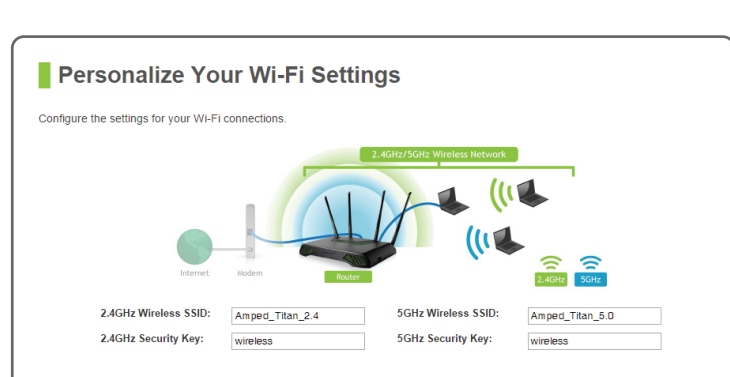 Personalize Your Wi-Fi Settings
Configure the settings for your Wi-Fi connections.
2.4GHz/5GHz Wireless Network
Internet
Modem
Router
2.4GHz
5GHz
2.4GHz Wireless SSID: Amped_Titan_2.4 5GHz Wireless SSID: Amped_Titan_5.0
2.4GHz Security Key: wireless 5GHz Security Key: wireless